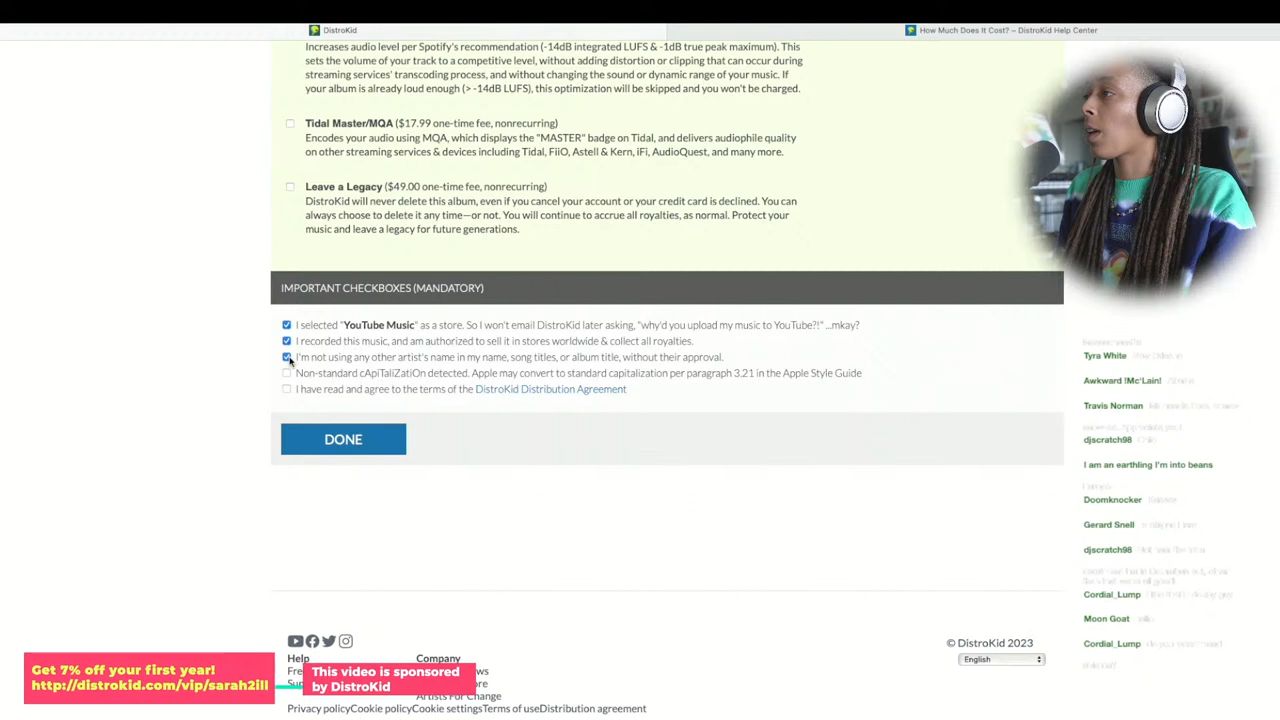 DistroKid
How Much Does It Cost? – DistroKid Help Center
Increases audio level per Spotify's recommendation (-14dB integrated LUFS & -1dB true peak maximum). This
sets the volume of your track to a competitive level, without adding distortion or clipping that can occur during
streaming services' transcoding process, and without changing the sound or dynamic range of your music. If
your album is already loud enough (> -14dB LUFS), this optimization will be skipped and you won't be charged.
Tidal Master/MQA ($17.99 one-time fee, nonrecurring)
Encodes your audio using MQA, which displays the "MASTER" badge on Tidal, and delivers audiophile quality
on other streaming services & devices including Tidal, FiiO, Astell & Kern, iFi, AudioQuest, and many more.
Leave a Legacy ($49.00 one-time fee, nonrecurring)
DistroKid will never delete this album, even if you cancel your account or your credit card is declined. You can
always choose to delete it any time—or not. You will continue to accrue all royalties, as normal. Protect your
music and leave a legacy for future generations.
IMPORTANT CHECKBOXES (MANDATORY)
I selected "YouTube Music" as a store. So I won't email DistroKid later asking, "why'd you upload my music to YouTube?!" ...mkay?
I recorded this music, and am authorized to sell it in stores worldwide & collect all royalties.
I'm not using any other artist's name in my name, song titles, or album title, without their approval.
Non-standard cApiTaliZatiOn detected. Apple may convert to standard capitalization per paragraph 3.21 in the Apple Style Guide
I have read and agree to the terms of the DistroKid Distribution Agreement
DONE
Tyra White
Awkward !Mc'Lain!
Travis Norman
djscratch98
I am an earthling I'm into beans
Doomknocker
Gerard Snell
djscratch98
Cordial_Lump
Moon Goat
Cordial_Lump
© DistroKid 2023
English
Help
Company
Artists For Change
Privacy policyCookie policyCookie settingsTerms of useDistribution agreement
Get 7% off your first year!
http://distrokid.com/vip/sarah2ill
This video is sponsored
by DistroKid